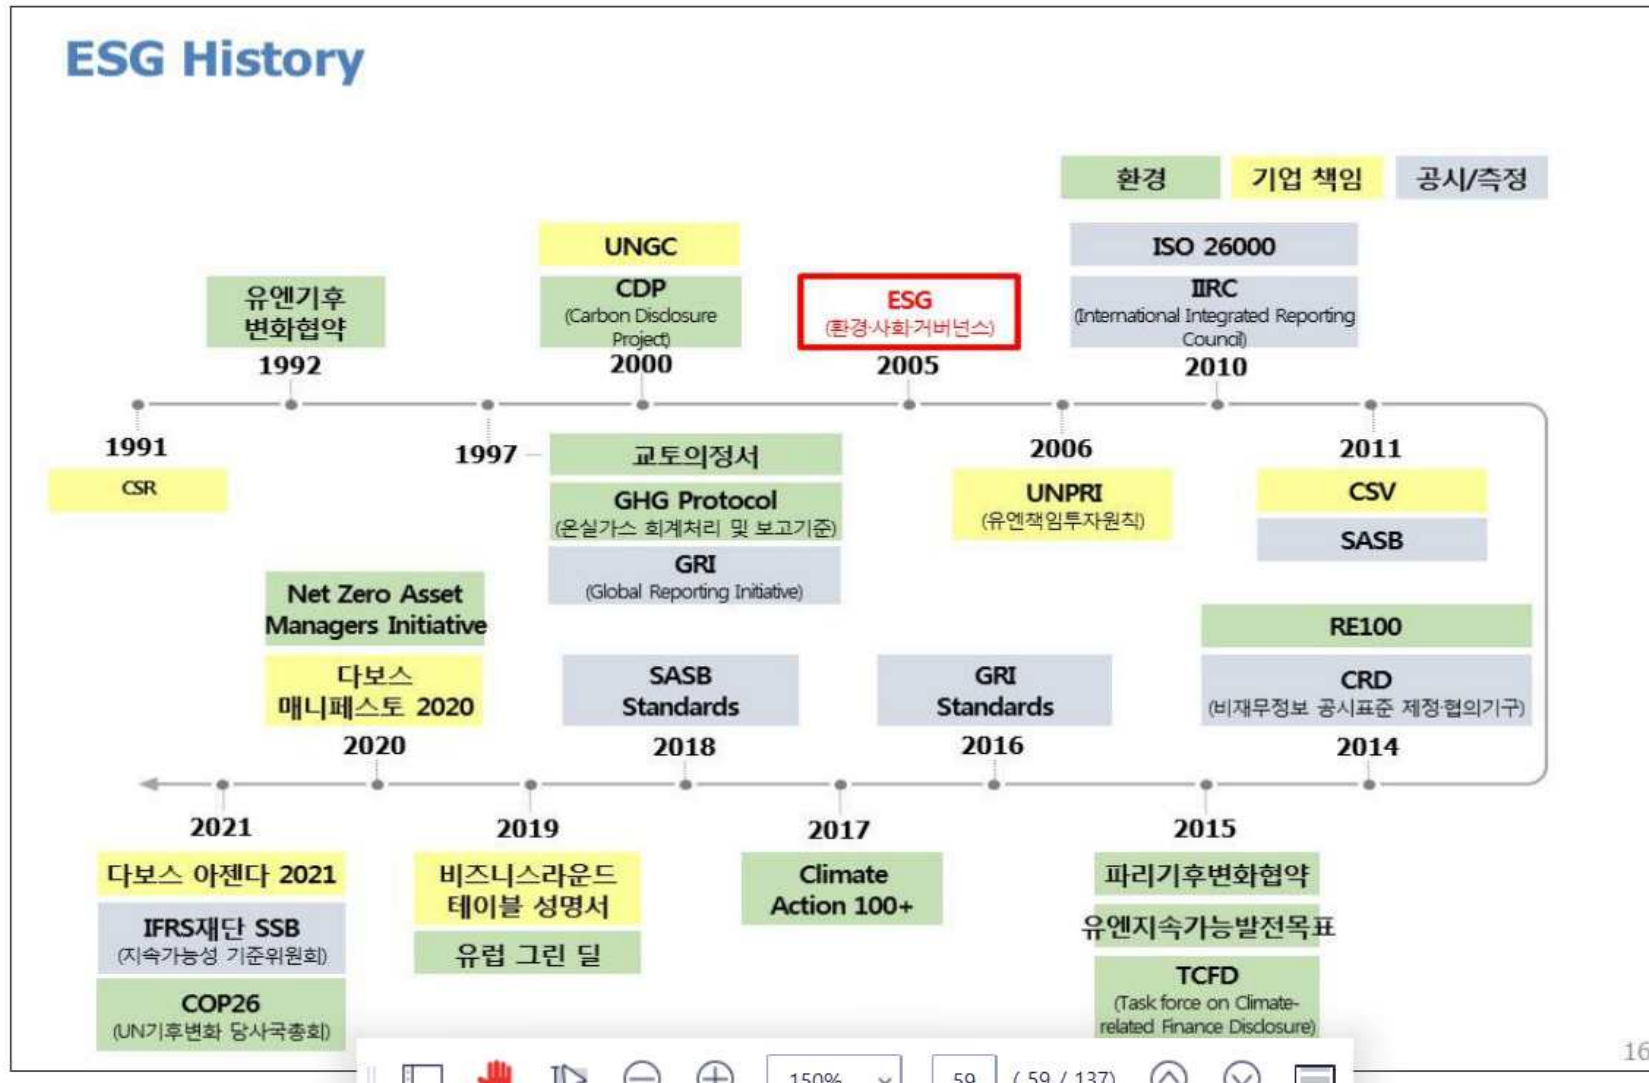 ESG History
환경
기업 책임
공시/측정
유엔기후
변화협약
1992
UNGC
CDP
(Carbon Disclosure
Project)
2000
ESG
(환경·사회·거버넌스)
2005
ISO 26000
IIRC
(International Integrated Reporting
Council)
2010
1991
CSR
1997
교토의정서
GHG Protocol
(온실가스 회계처리 및 보고기준)
GRI
(Global Reporting Initiative)
2006
UNPRI
(유엔책임투자원칙)
2011
CSV
SASB
Net Zero Asset
Managers Initiative
다보스
매니페스토 2020
2020
SASB
Standards
2018
GRI
Standards
2016
RE100
CRD
(비재무정보 공시표준 제정·협의기구)
2014
2021
다보스 아젠다 2021
IFRS재단 SSB
(지속가능성 기준위원회)
COP26
(UN기후변화 당사국총회)
2019
비즈니스라운드
테이블 성명서
유럽 그린 딜
2017
Climate
Action 100+
2015
파리기후변화협약
유엔지속가능발전목표
TCFD
(Task force on Climate-
related Finance Disclosure)
16
150%
59
( 59 / 137)